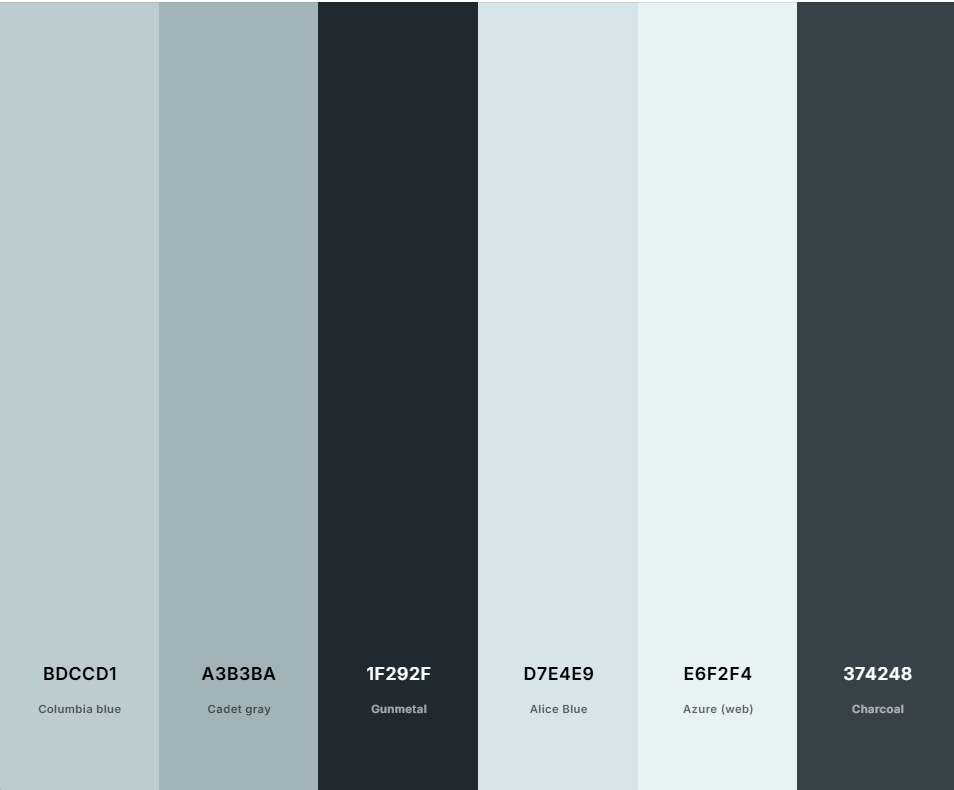 BDCCD1
Columbia blue
A3B3BA
Cadet gray
1F292F
Gunmetal
D7E4E9
Alice Blue
E6F2F4
Azure (web)
374248
Charcoal